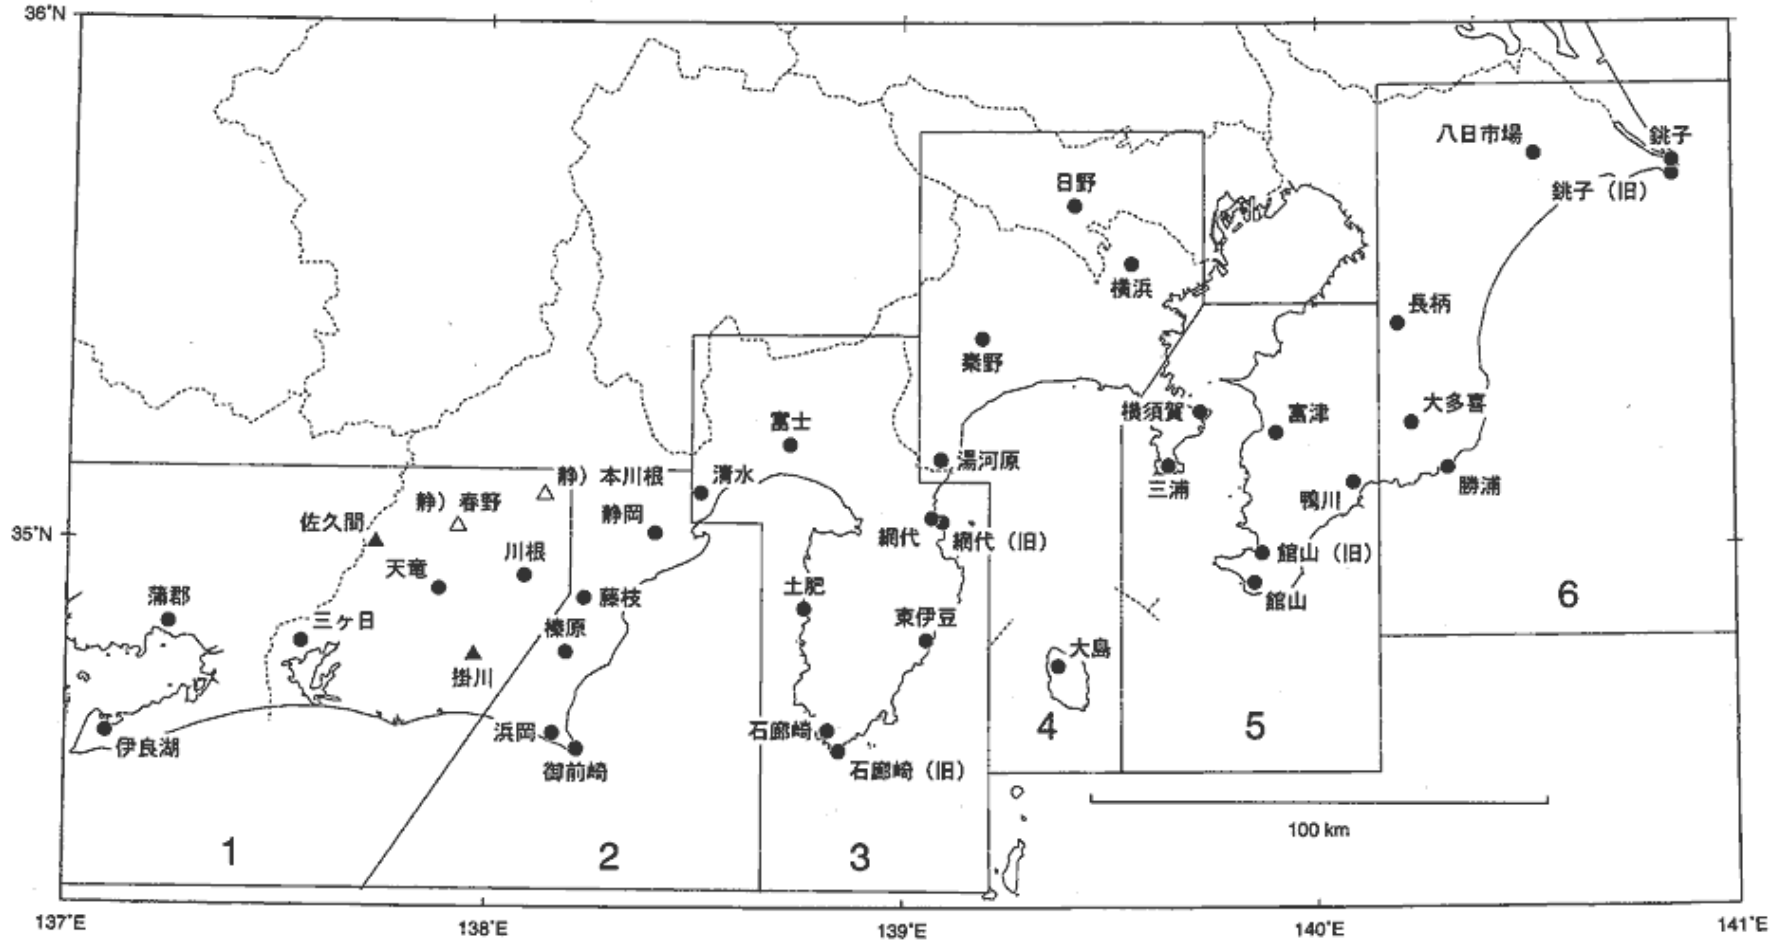 36°N
八日市場
銚子
日野
銚子（旧）
横浜
長柄
秦野
大多喜
横須賀
富津
富士
湯河原
静）本川根
清水
三浦
勝浦
静）春野
鴨川
静岡
佐久間
35°N
網代
網代（旧）
川根
館山（旧）
天竜
土肥
蒲郡
藤枝
館山
6
三ヶ日
榛原
東伊豆
大島
掛川
4
5
浜岡
石廊崎
伊良湖
御前崎
石廊崎（旧）
100 km
1
2
3
137°E
138°E
139°E
140°E
141°E